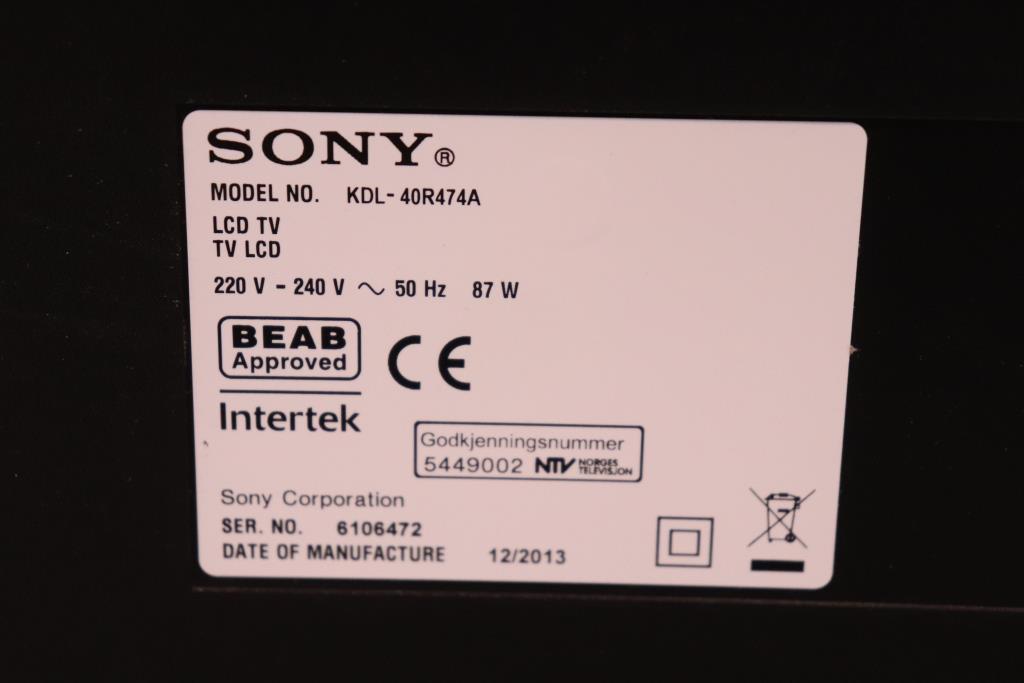 SONY®
MODEL NO. KDL-40R474A
LCD TV
TV LCD
220 V - 240 V ~ 50 Hz 87 W
BEAB
Approved
CE
Intertek
Godkjenningsnummer
5449002 NTV NORGES TELEVISJON
Sony Corporation
SER. NO. 6106472
DATE OF MANUFACTURE 12/2013